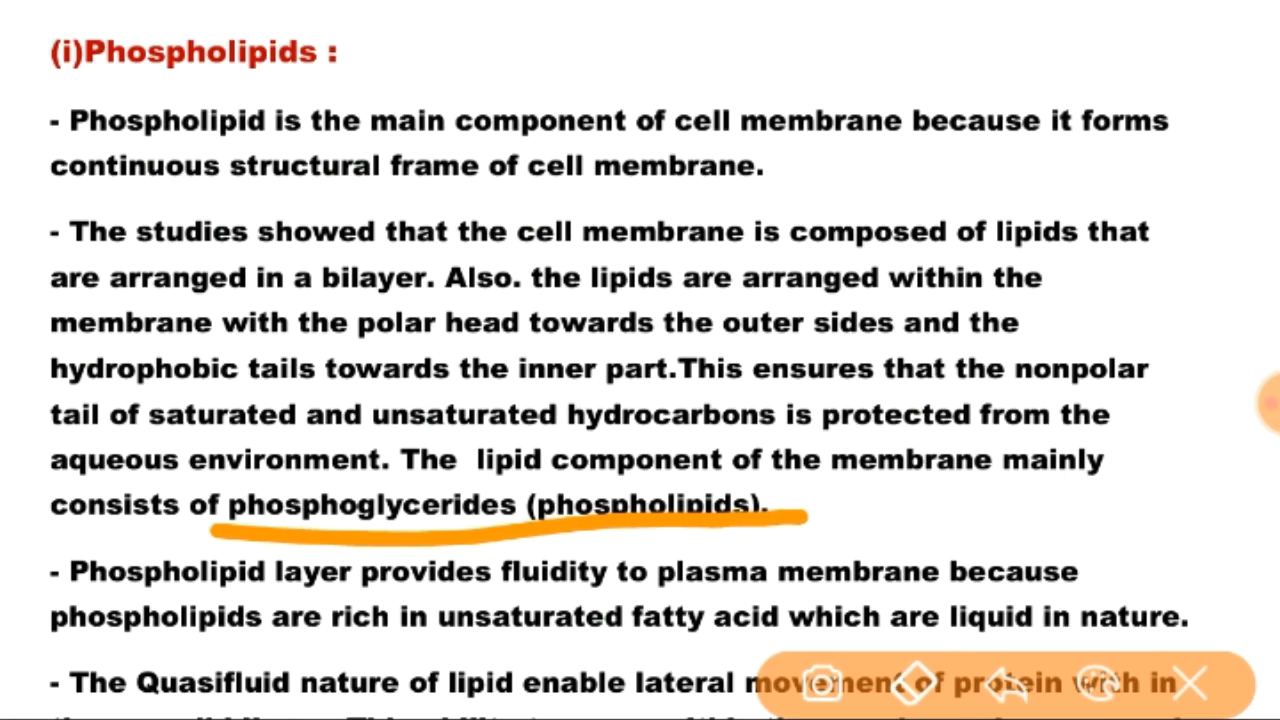 (i)Phospholipids :
- Phospholipid is the main component of cell membrane because it forms
continuous structural frame of cell membrane.
- The studies showed that the cell membrane is composed of lipids that
are arranged in a bilayer. Also. the lipids are arranged within the
membrane with the polar head towards the outer sides and the
hydrophobic tails towards the inner part.This ensures that the nonpolar
tail of saturated and unsaturated hydrocarbons is protected from the
aqueous environment. The  lipid component of the membrane mainly
consists of phosphoglycerides (phospholipids).
- Phospholipid layer provides fluidity to plasma membrane because
phospholipids are rich in unsaturated fatty acid which are liquid in nature.
- The Quasifluid nature of lipid enable lateral movement of protein with in